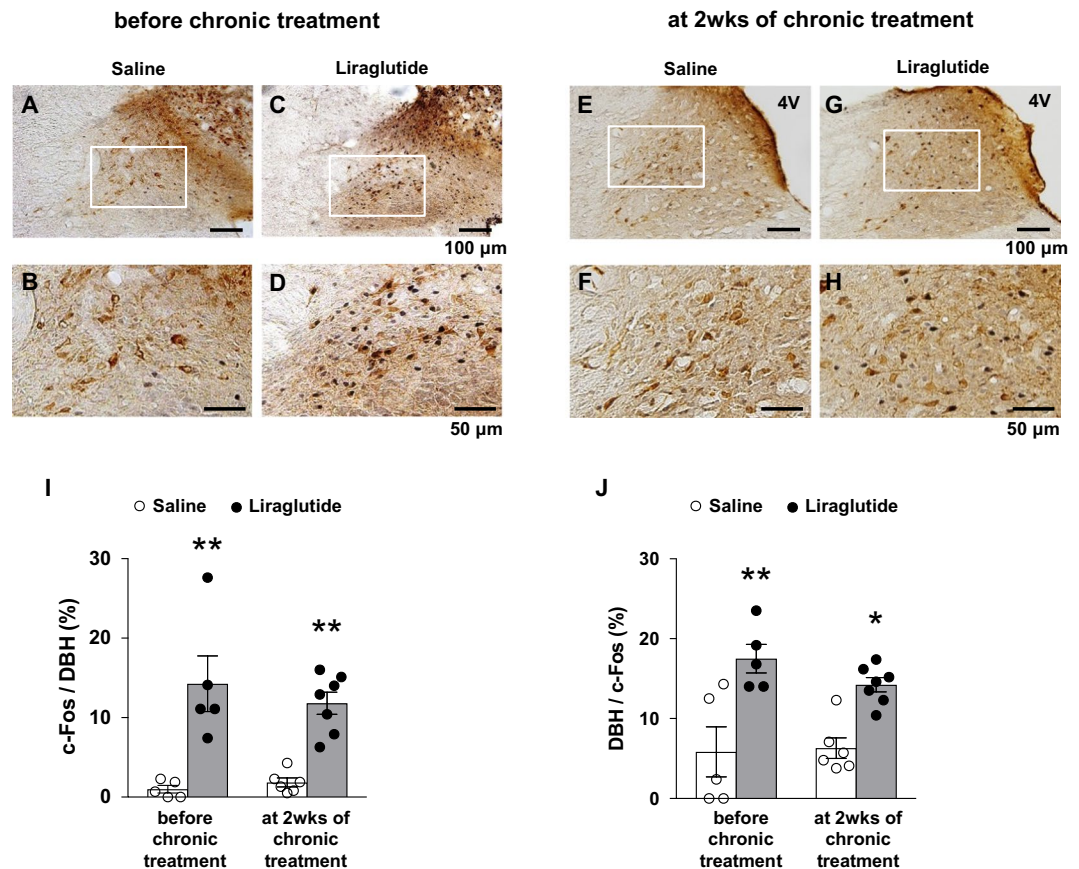 before chronic treatment
at 2wks of chronic treatment
Saline
Liraglutide
Saline
Liraglutide
A
C
E
4V
G
4V
100 μm
100 μm
B
D
F
H
50 μm
50 μm
I
J
○ Saline ● Liraglutide
○ Saline ● Liraglutide
**
**
**
*
c-Fos / DBH (%)
30
20
10
0
DBH / c-Fos (%)
30
20
10
0
before
chronic
treatment
at 2wks of
chronic
treatment
before
chronic
treatment
at 2wks of
chronic
treatment